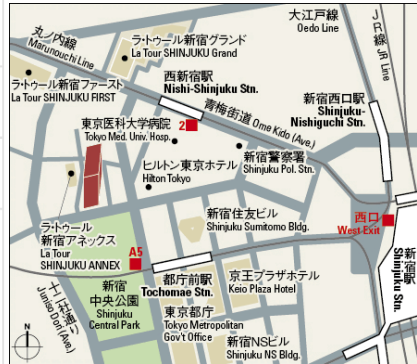 大江戸線
Oedo Line
JR線 JR Line
丸ノ内線
Marunouchi Line
ラ・トゥール新宿グランド
La Tour SHINJUKU Grand
ラ・トゥール新宿ファースト
La Tour SHINJUKU FIRST
西新宿駅
Nishi-Shinjuku Stn.
青梅街道 Ome Kido (Ave.)
新宿西口駅
Shinjuku-
Nishiguchi Stn.
東京医科大学病院
Tokyo Med. Univ. Hosp.
2
ヒルトン東京ホテル
Hilton Tokyo
新宿警察署
Shinjuku Pol. Stn.
西口
West Exit
新宿駅
Shinjuku Stn.
ラ・トゥール
新宿アネックス
La Tour
SHINJUKU ANNEX
A5
新宿住友ビル
Shinjuku Sumitomo Bldg.
都庁前駅
Tochomae Stn.
京王プラザホテル
Keio Plaza Hotel
十二社通り
Juniso Dori (Ave.)
新宿
中央公園
Shinjuku
Central Park
東京都庁
Tokyo Metropolitan
Gov't Office
新宿NSビル
Shinjuku NS Bldg.
N